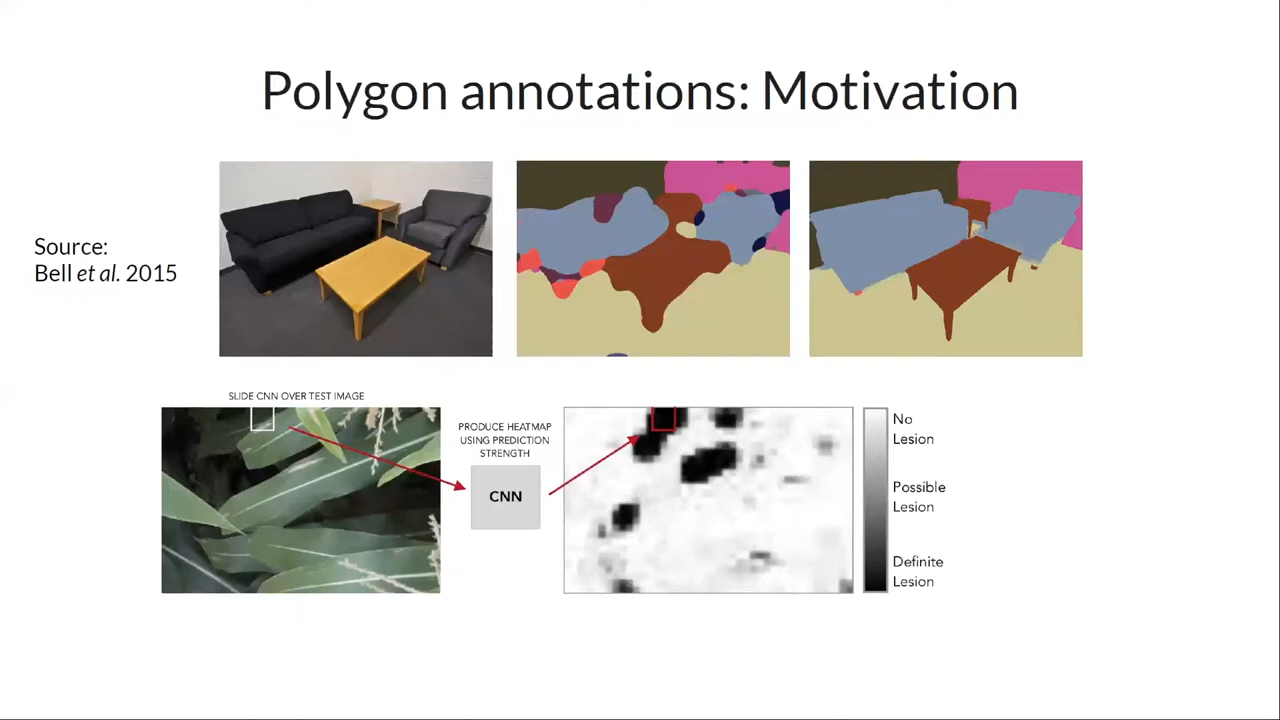 Polygon annotations: Motivation
Source:
Bell et al. 2015
SLIDE CNN OVER TEST IMAGE
PRODUCE HEATMAP
USING PREDICTION
STRENGTH
CNN
No
Lesion
Possible
Lesion
Definite
Lesion